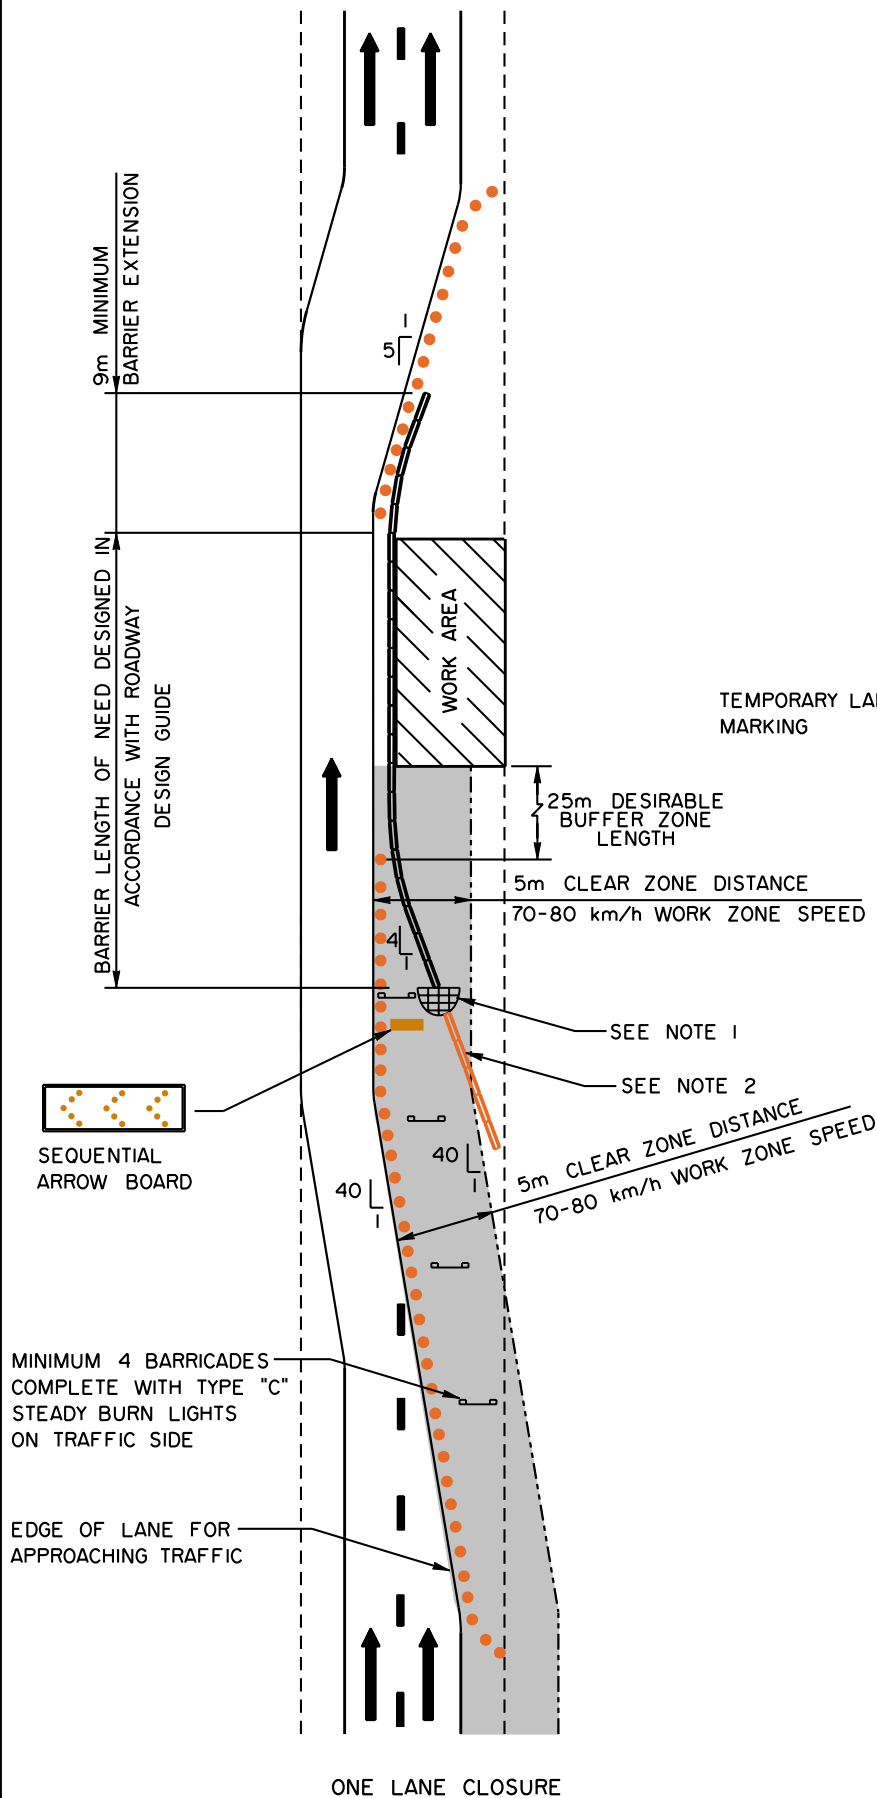 9m MINIMUM
BARRIER EXTENSION
1
5
BARRIER LENGTH OF NEED DESIGNED IN
ACCORDANCE WITH ROADWAY
DESIGN GUIDE
WORK AREA
TEMPORARY LA
MARKING
25m DESIRABLE
BUFFER ZONE
LENGTH
5m CLEAR ZONE DISTANCE
70-80 km/h WORK ZONE SPEED
4
1
SEE NOTE 1
SEE NOTE 2
SEQUENTIAL
ARROW BOARD
40
1
40
1
5m CLEAR ZONE DISTANCE
70-80 km/h WORK ZONE SPEED
MINIMUM 4 BARRICADES
COMPLETE WITH TYPE "C"
STEADY BURN LIGHTS
ON TRAFFIC SIDE
EDGE OF LANE FOR
APPROACHING TRAFFIC
ONE LANE CLOSURE